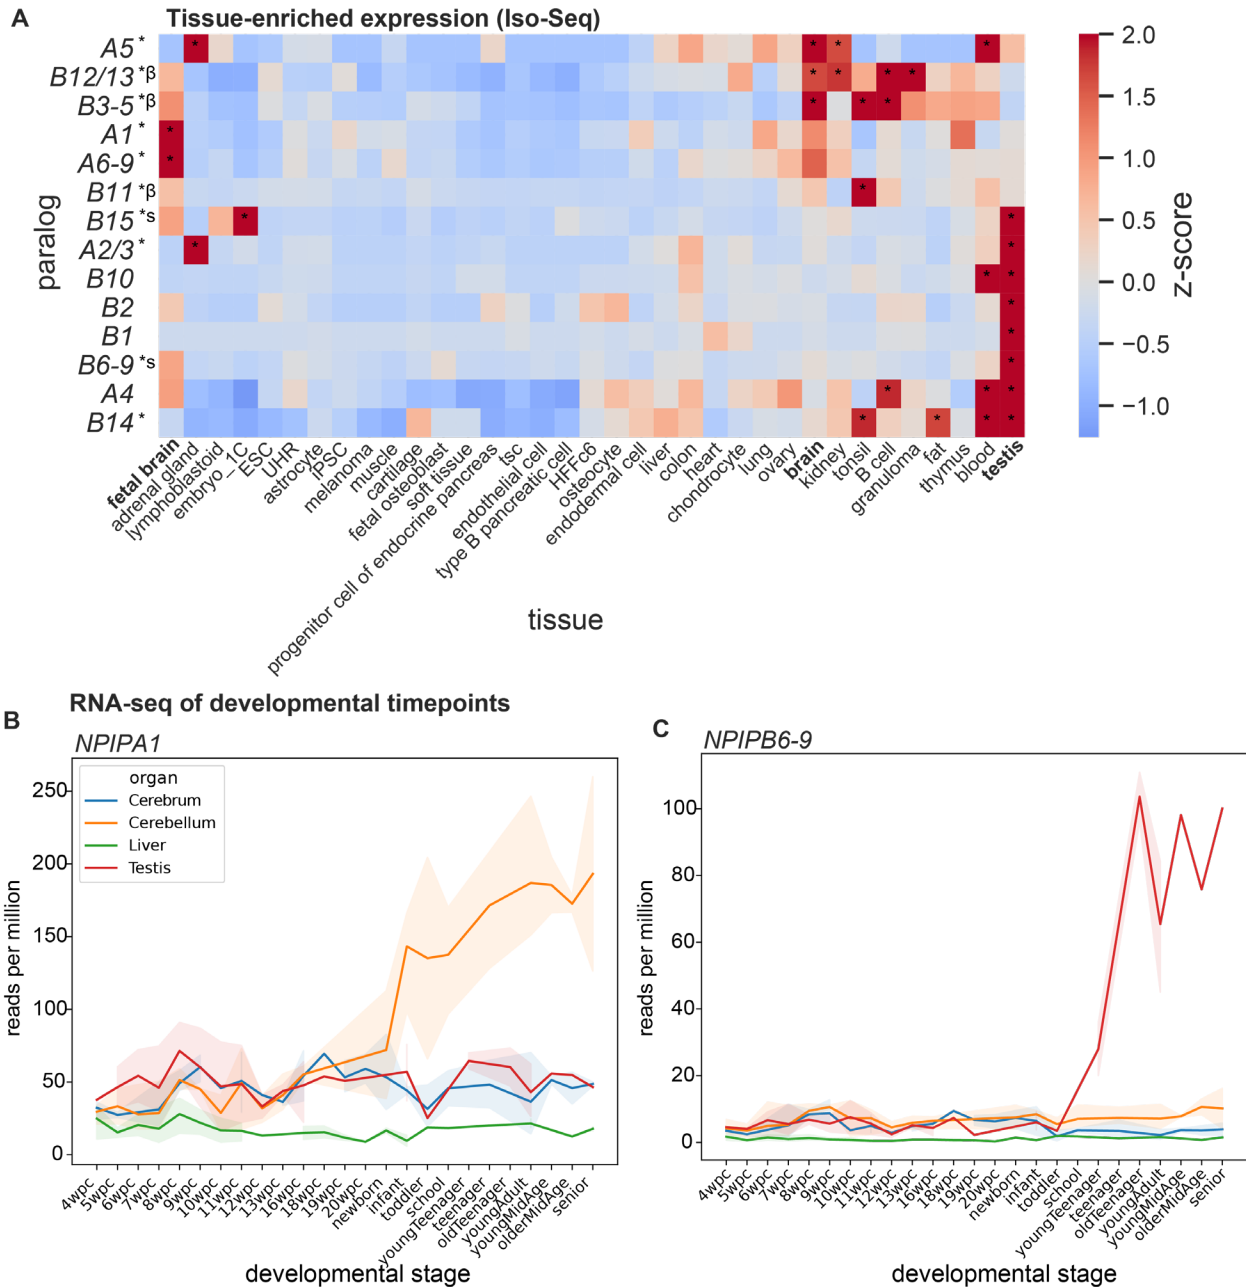 A
Tissue-enriched expression (Iso-Seq)
paralog
A5 *
B12/13 *β
B3-5 *β
A1 *
A6-9 *
B11 *β
B15 *s
A2/3 *
B10
B2
B1
B6-9 *s
A4
B14 *
fetal brain
adrenal gland
lymphoblastoid
embryo_1C
ESC
UHR
astrocyte
iPSC
melanoma
muscle
cartilage
fetal osteoblast
soft tissue
progenitor cell of endocrine pancreas
tsc
endothelial cell
type B pancreatic cell
HFFc6
osteocyte
endodermal cell
liver
colon
heart
chondrocyte
lung
ovary
brain
kidney
tonsil
B cell
granuloma
fat
thymus
blood
testis
tissue
2.0
1.5
1.0
0.5
0.0
−0.5
−1.0
z-score
RNA-seq of developmental timepoints
B
NPIPA1
organ
Cerebrum
Cerebellum
Liver
Testis
reads per million
250
200
150
100
50
0
4wpc
5wpc
6wpc
7wpc
8wpc
9wpc
10wpc
11wpc
12wpc
13wpc
16wpc
18wpc
19wpc
20wpc
newborn
infant
toddler
school
youngTeenager
teenager
oldTeenager
youngAdult
youngMidAge
olderMidAge
senior
developmental stage
C
NPIPB6-9
reads per million
100
80
60
40
20
0
4wpc
5wpc
6wpc
7wpc
8wpc
9wpc
10wpc
11wpc
12wpc
13wpc
16wpc
18wpc
19wpc
20wpc
newborn
infant
toddler
school
youngTeenager
teenager
oldTeenager
youngAdult
youngMidAge
olderMidAge
senior
developmental stage